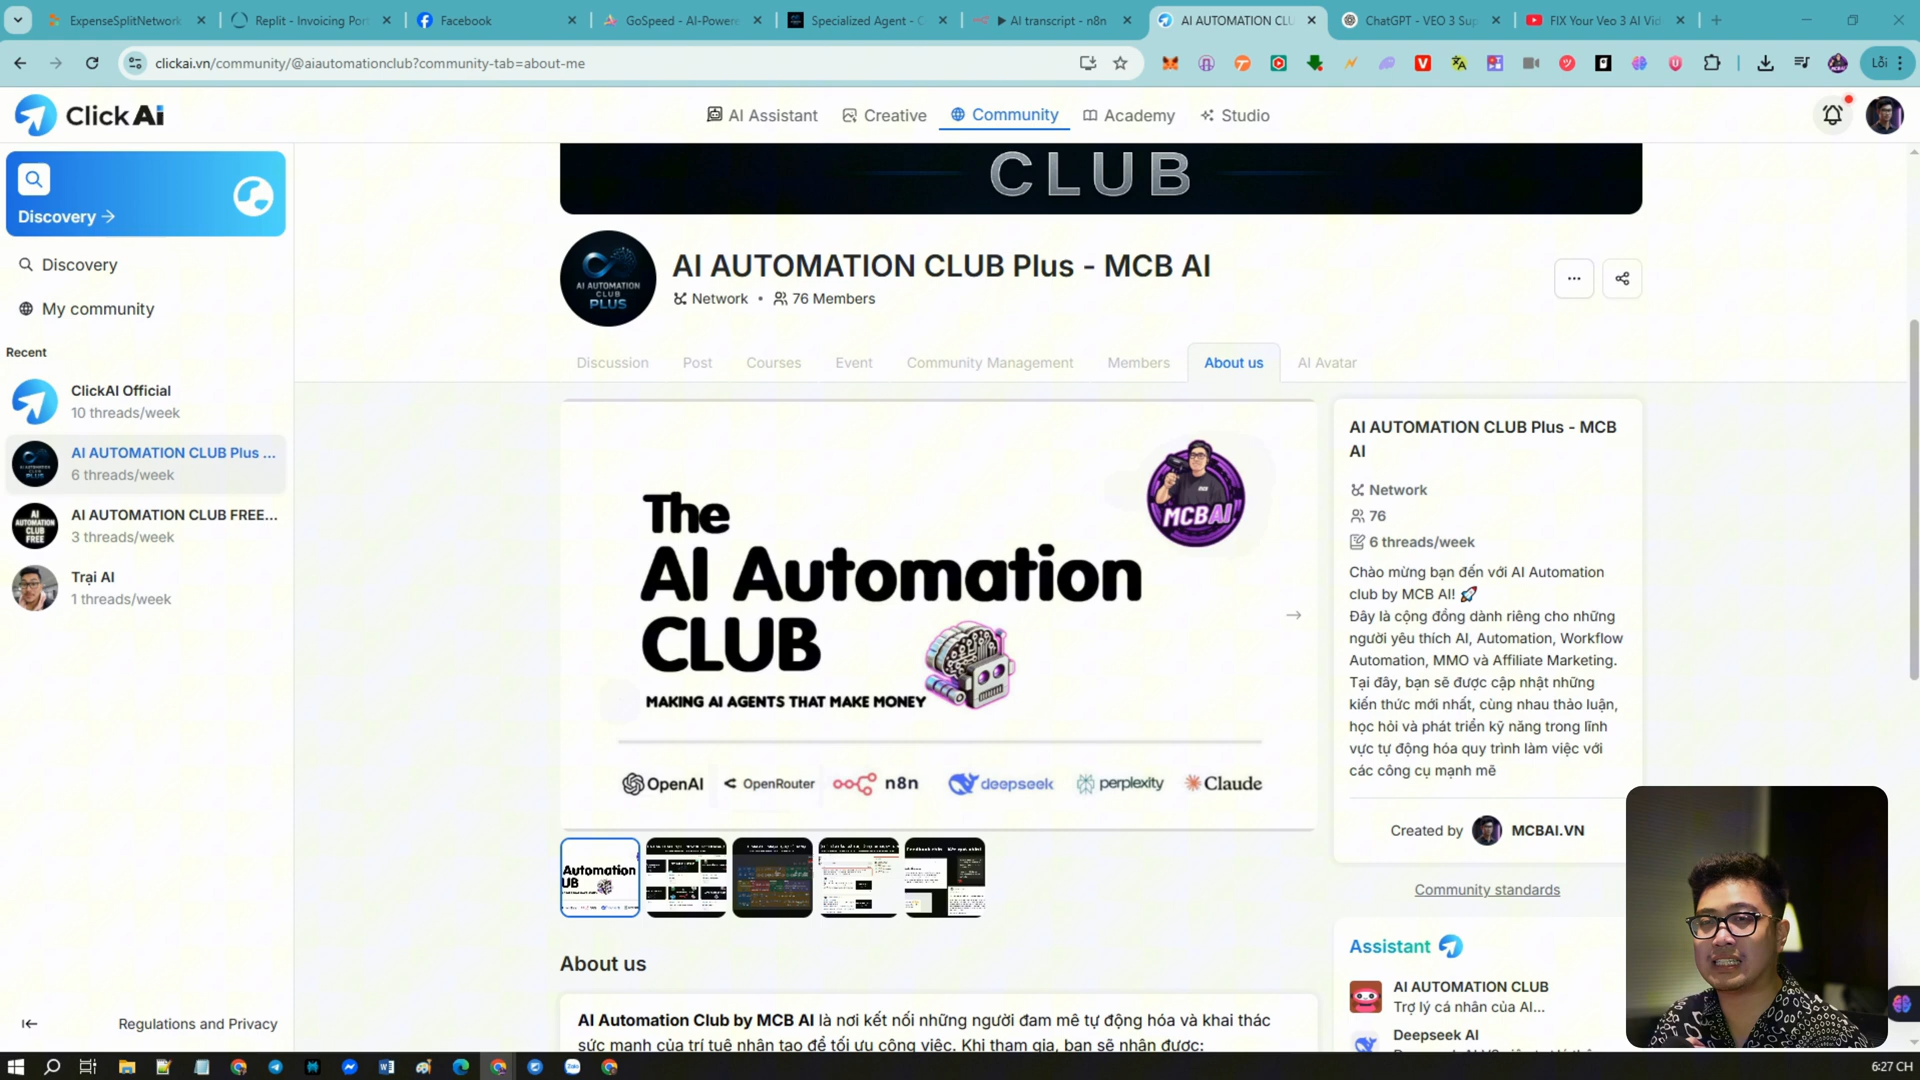 ExpenseSplitNetwork
Replit - Invoicing Por
Facebook
GoSpeed - AI-Powere
Specialized Agent - C
AI transcript - n8n
AI AUTOMATION CLU
ChatGPT - VEO 3 Sup
FIX Your Veo 3 AI Vid
clickai.vn/community/@aiautomationclub?community-tab=about-me
Lỗi
Click Ai
AI Assistant
Creative
Community
Academy
Studio
Discovery →
Discovery
My community
Recent
ClickAI Official
10 threads/week
AI AUTOMATION CLUB Plus ...
6 threads/week
AI AUTOMATION CLUB FREE...
3 threads/week
Trại AI
1 threads/week
Regulations and Privacy
CLUB
AI AUTOMATION
CLUB
PLUS
AI AUTOMATION CLUB Plus - MCB AI
Network • 76 Members
Discussion
Post
Courses
Event
Community Management
Members
About us
AI Avatar
MCBAI
The
AI Automation
CLUB
MAKING AI AGENTS THAT MAKE MONEY
OpenAI
OpenRouter
n8n
deepseek
perplexity
Claude
Automation
UB
About us
AI Automation Club by MCB AI là nơi kết nối những người đam mê tự động hóa và khai thác
sức mạnh của trí tuệ nhân tạo để tối ưu công việc. Khi tham gia, bạn sẽ nhận được:
AI AUTOMATION CLUB Plus - MCB
AI
Network
76
6 threads/week
Chào mừng bạn đến với AI Automation
club by MCB AI! 🚀
Đây là cộng đồng dành riêng cho những
người yêu thích AI, Automation, Workflow
Automation, MMO và Affiliate Marketing.
Tại đây, bạn sẽ được cập nhật những
kiến thức mới nhất, cùng nhau thảo luận,
học hỏi và phát triển kỹ năng trong lĩnh
vực tự động hóa quy trình làm việc với
các công cụ mạnh mẽ
Created by MCBAI.VN
Community standards
Assistant
AI AUTOMATION CLUB
Trợ lý cá nhân của AI...
Deepseek AI
6:27 CH